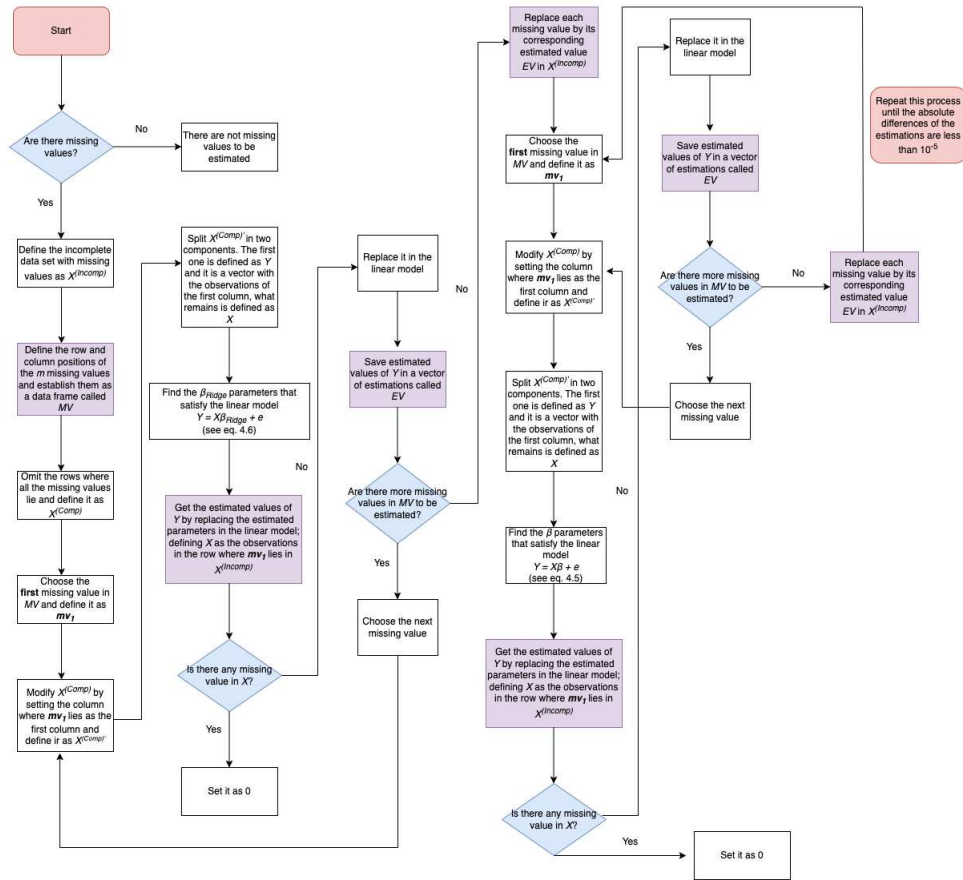 Start
Are there missing
values?
No
There are not missing
values to be
estimated
Yes
Define the incomplete
data set with missing
values as X^(Incomp)
Define the row and
column positions of
the m missing values
and establish them as
a data frame called
MV
Omit the rows where
all the missing values
lie and define it as
X^(Comp)
Choose the
first missing value in
MV and define it as
mv₁
Modify X^(Comp) by
setting the column
where mv₁ lies as the
first column and
define ir as X^(Comp)'
Split X^(Comp)' in two
components. The first
one is defined as Y
and it is a vector with
the observations of
the first column, what
remains is defined as
X
Find the β_Ridge parameters that
satisfy the linear model
Y = Xβ_Ridge + e
(see eq. 4.6)
Get the estimated values of
Y by replacing the estimated
parameters in the linear model;
defining X as the observations
in the row where mv₁ lies in
X^(Incomp)
Is there any missing
value in X?
No
Yes
Set it as 0
Replace it in the
linear model
Save estimated
values of Y in a vector
of estimations called
EV
Are there more missing
values in MV to be
estimated?
No
Yes
Choose the next
missing value
Replace each
missing value by its
corresponding
estimated value
EV in X^(Incomp)
Choose the
first missing value in
MV and define it as
mv₁
Modify X^(Comp) by
setting the column
where mv₁ lies as the
first column and
define ir as X^(Comp)'
Split X^(Comp)' in two
components. The first
one is defined as Y
and it is a vector with
the observations of
the first column, what
remains is defined as
X
Find the β parameters
that satisfy the linear
model
Y = Xβ + e
(see eq. 4.5)
Get the estimated values of
Y by replacing the estimated
parameters in the linear model;
defining X as the observations
in the row where mv₁ lies in
X^(Incomp)
Is there any missing
value in X?
No
Yes
Set it as 0
Replace it in the
linear model
Save estimated
values of Y in a vector
of estimations called
EV
Are there more missing
values in MV to be
estimated?
No
Yes
Choose the next
missing value
Replace each
missing value by its
corresponding
estimated value
EV in X^(Incomp)
Repeat this process
until the absolute
differences of the
estimations are less
than 10⁻⁵